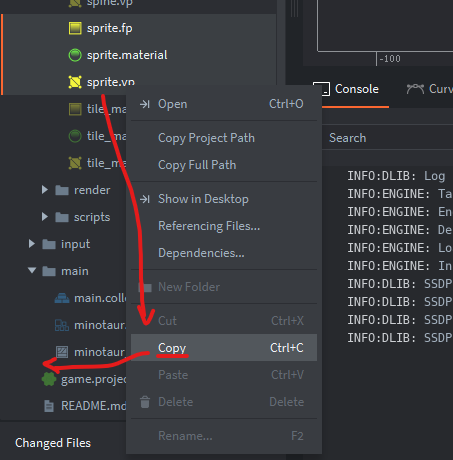 spine.vp
sprite.fp
sprite.material
sprite.vp
tile_ma
tile_ma
tile_ma
render
scripts
input
main
main.colle
minotaur.
minotaur
game.projec
README.md
Changed Files
Open Ctrl+O
Copy Project Path
Copy Full Path
Show in Desktop
Referencing Files...
Dependencies...
New Folder
Cut Ctrl+X
Copy Ctrl+C
Paste Ctrl+V
Delete Delete
Rename... F2
-100
Console Curv
Search
INFO:DLIB: Log
INFO:ENGINE: Ta
INFO:ENGINE: En
INFO:ENGINE: De
INFO:ENGINE: Lo
INFO:ENGINE: In
INFO:DLIB: SSDP
INFO:DLIB: SSDP
INFO:DLIB: SSDP
INFO:DLIB: SSDP